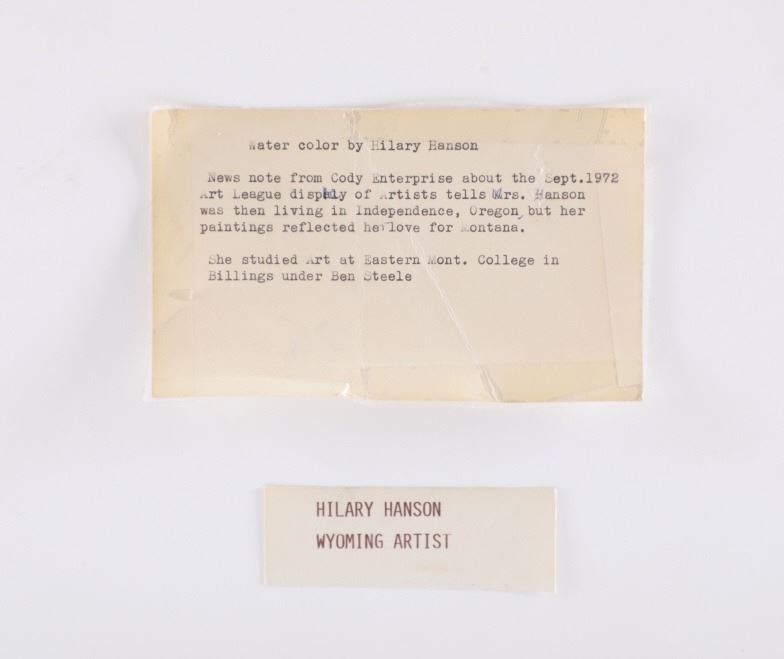 Water color by Hilary Hanson
News note from Cody Enterprise about the Sept.1972
Art League disply of Artists tells Mrs. Hanson
was then living in Independence, Oregon, but her
paintings reflected her love for Montana.
She studied Art at Eastern Mont. College in
Billings under Ben Steele
HILARY HANSON
WYOMING ARTIST